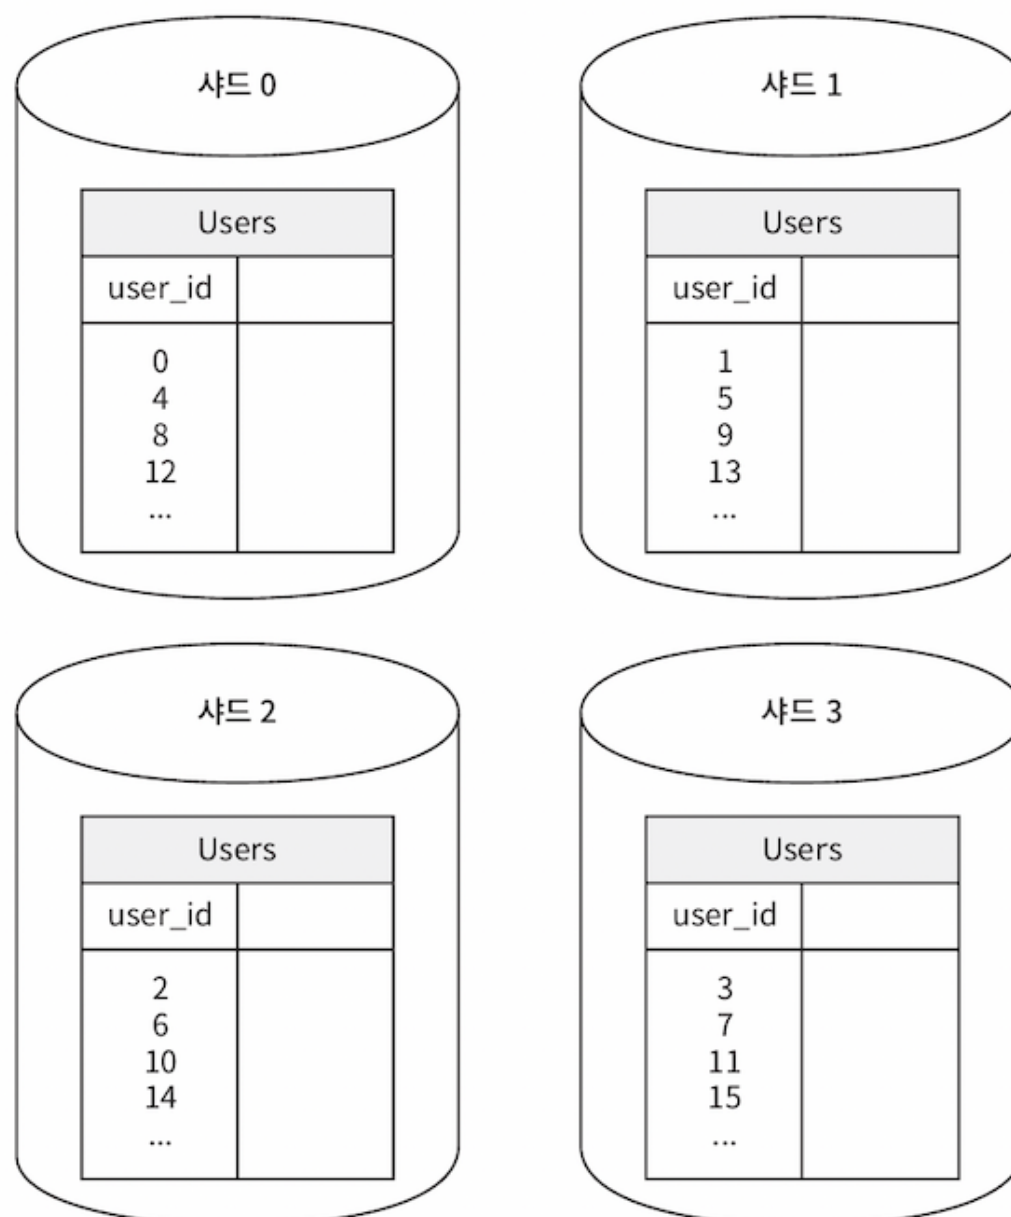 샤드 0
Users
user_id
0
4
8
12
...
샤드 1
Users
user_id
1
5
9
13
...
샤드 2
Users
user_id
2
6
10
14
...
샤드 3
Users
user_id
3
7
11
15
...